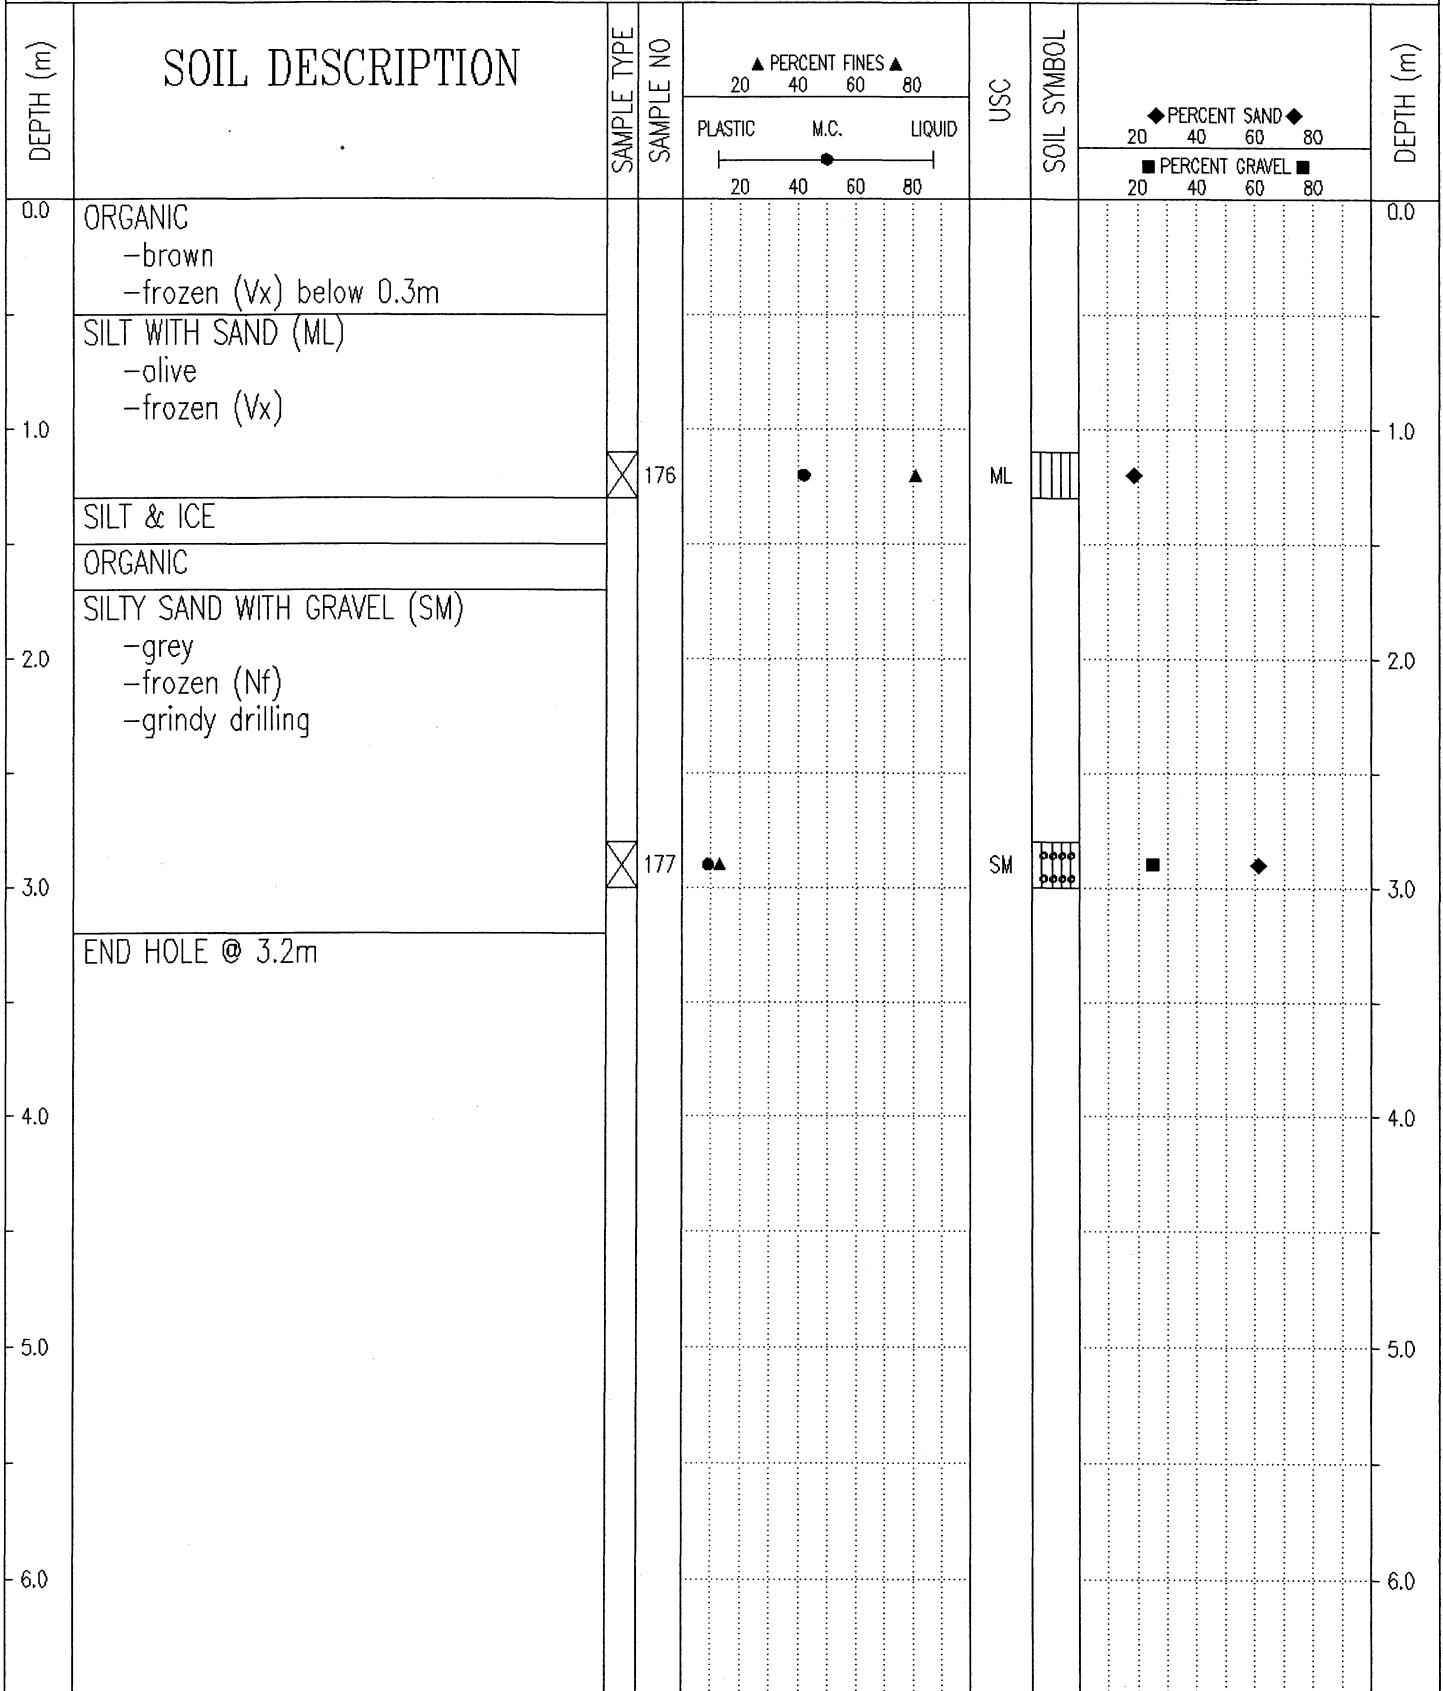 DEPTH (m)
SOIL DESCRIPTION
SAMPLE TYPE
SAMPLE NO
▲ PERCENT FINES ▲
20 40 60 80
PLASTIC M.C. LIQUID
20 40 60 80
USC
SOIL SYMBOL
◆ PERCENT SAND ◆
20 40 60 80
■ PERCENT GRAVEL ■
20 40 60 80
DEPTH (m)
0.0 ORGANIC 0.0
-brown
-frozen (Vx) below 0.3m
SILT WITH SAND (ML)
-olive
-frozen (Vx)
1.0 1.0
176 ML
SILT & ICE
ORGANIC
SILTY SAND WITH GRAVEL (SM)
-grey
2.0 2.0
-frozen (Nf)
-grindy drilling
177 SM
3.0 3.0
END HOLE @ 3.2m
4.0 4.0
5.0 5.0
6.0 6.0